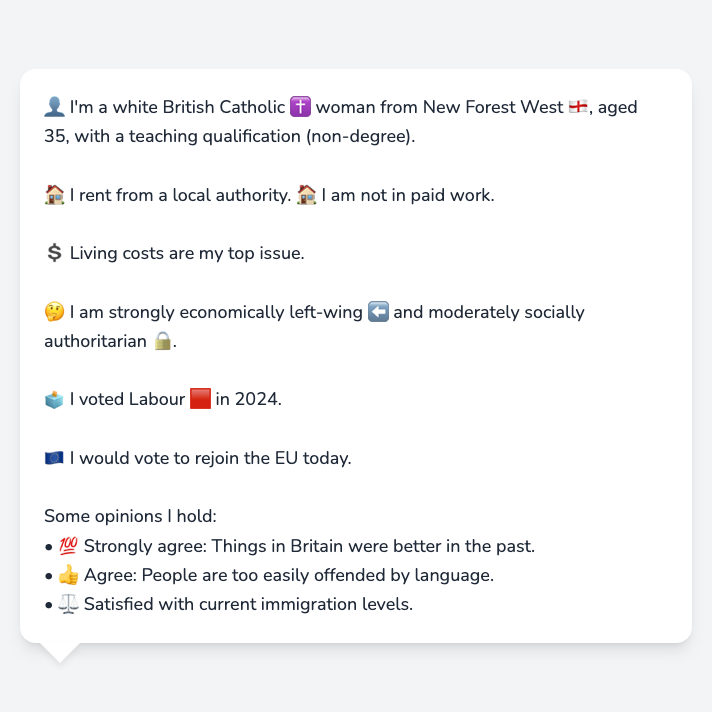 👤 I'm a white British Catholic ✝️ woman from New Forest West 🏴󠁧󠁢󠁥󠁮󠁧󠁿, aged
35, with a teaching qualification (non-degree).
🏠 I rent from a local authority. 🏠 I am not in paid work.
💲 Living costs are my top issue.
🤔 I am strongly economically left-wing ⬅️ and moderately socially
authoritarian 🔒.
🗳️ I voted Labour 🟥 in 2024.
🇪🇺 I would vote to rejoin the EU today.
Some opinions I hold:
• 💯 Strongly agree: Things in Britain were better in the past.
• 👍 Agree: People are too easily offended by language.
• ⚖️ Satisfied with current immigration levels.